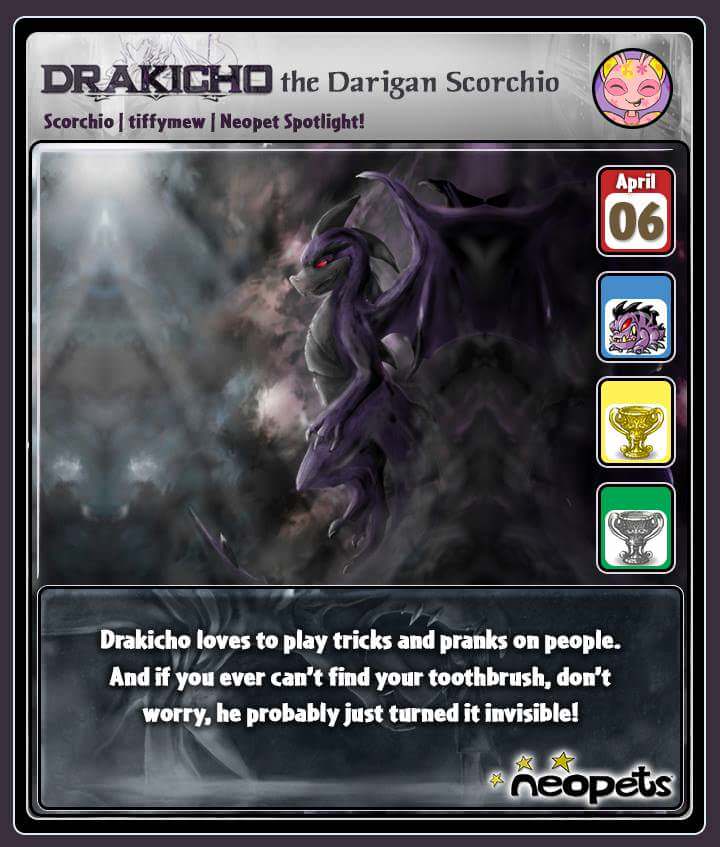 DRAKICHO the Darigan Scorchio
Scorchio | tiffymew | Neopet Spotlight!
April
06
Drakicho loves to play tricks and pranks on people.
And if you ever can't find your toothbrush, don't
worry, he probably just turned it invisible!
neopets